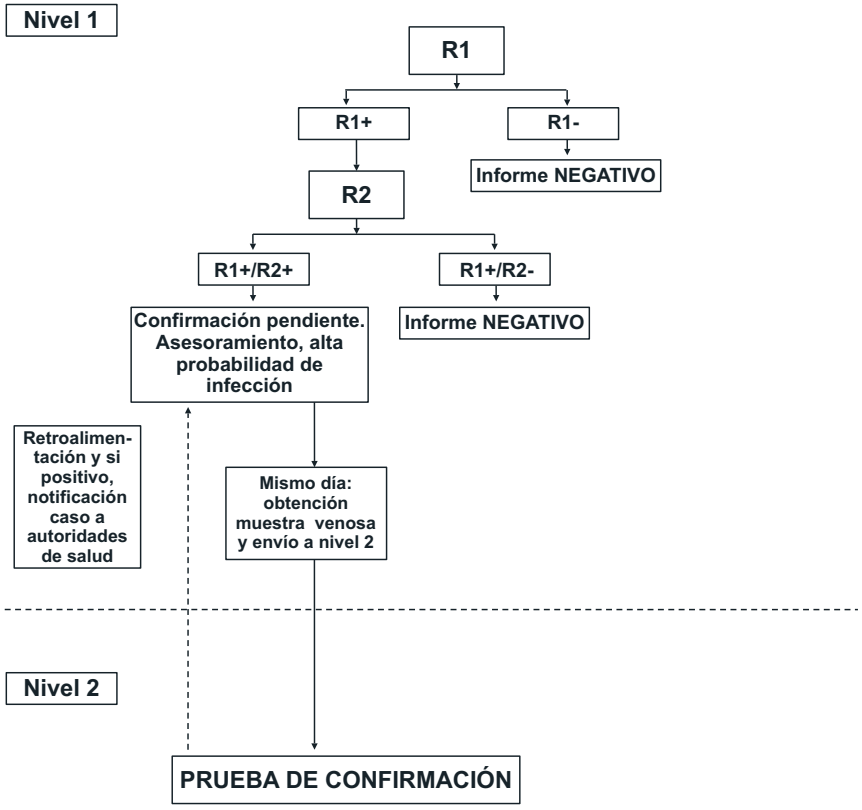 Nivel 1
R1
R1+
R1-
Informe NEGATIVO
R2
R1+/R2+
R1+/R2-
Confirmación pendiente.
Asesoramiento, alta
probabilidad de
infección
Informe NEGATIVO
Retroalimen-
tación y si
positivo,
notificación
caso a
autoridades
de salud
Mismo día:
obtención
muestra venosa
y envío a nivel 2
Nivel 2
PRUEBA DE CONFIRMACIÓN